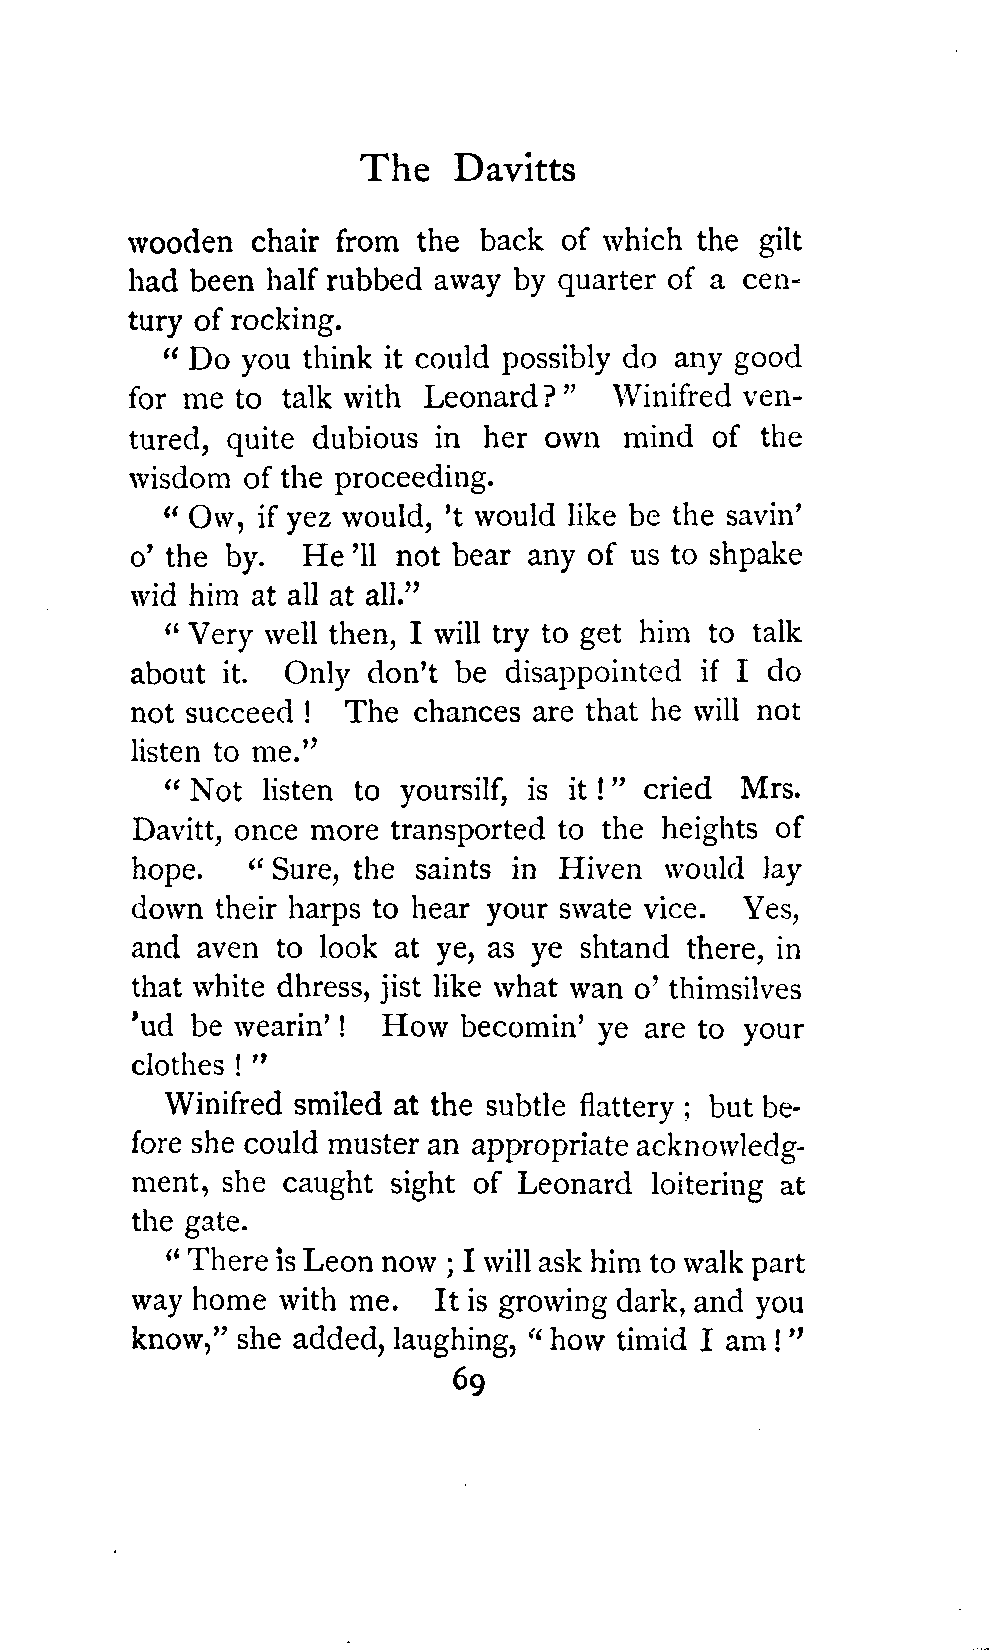 The Davitts
wooden chair from the back of which the gilt
had been half rubbed away by quarter of a cen-
tury of rocking.
" Do you think it could possibly do any good
for me to talk with Leonard? " Winifred ven-
tured, quite dubious in her own mind of the
wisdom of the proceeding.
" Ow, if yez would, 't would like be the savin'
o' the by. He 'll not bear any of us to shpake
wid him at all at all."
" Very well then, I will try to get him to talk
about it. Only don't be disappointed if I do
not succeed ! The chances are that he will not
listen to me."
" Not listen to yoursilf, is it ! " cried Mrs.
Davitt, once more transported to the heights of
hope. " Sure, the saints in Hiven would lay
down their harps to hear your swate vice. Yes,
and aven to look at ye, as ye shtand there, in
that white dhress, jist like what wan o' thimsilves
'ud be wearin' ! How becomin' ye are to your
clothes ! "
Winifred smiled at the subtle flattery ; but be-
fore she could muster an appropriate acknowledg-
ment, she caught sight of Leonard loitering at
the gate.
" There is Leon now ; I will ask him to walk part
way home with me. It is growing dark, and you
know," she added, laughing, " how timid I am ! "
69